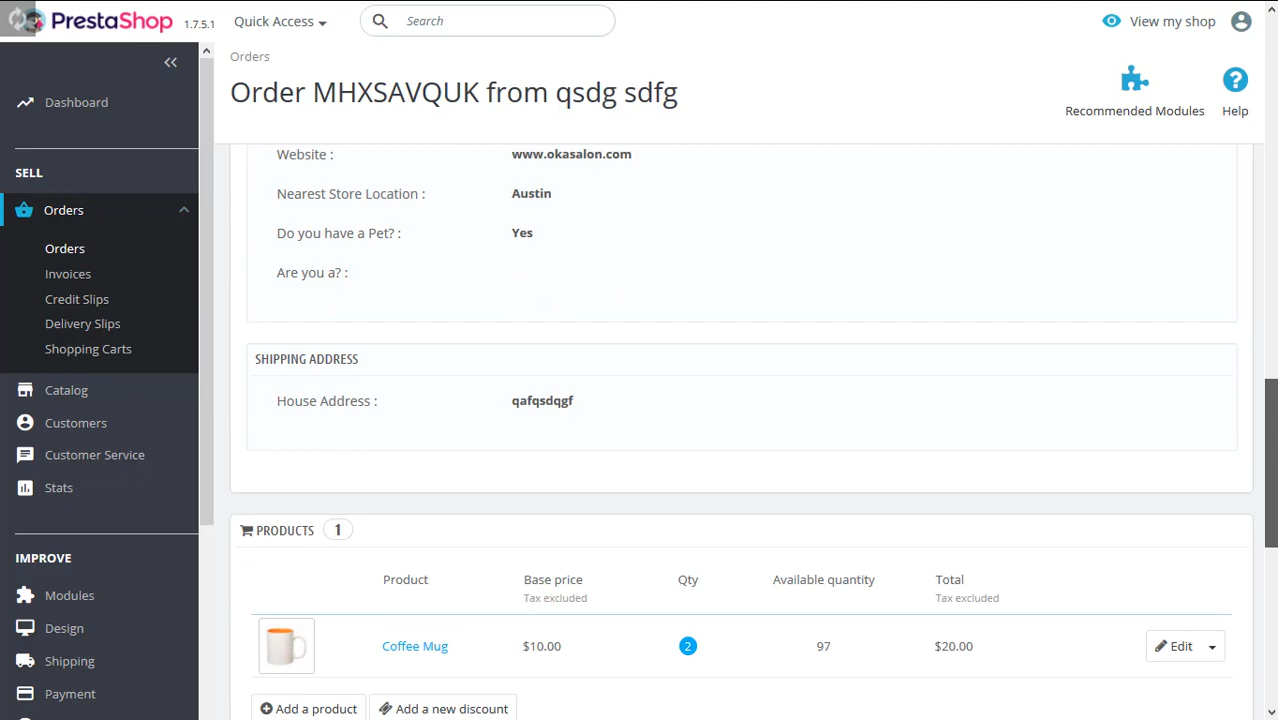 PrestaShop 1.7.5.1 Quick Access Search View my shop
Orders
Order MHXSAVQUK from qsdg sdfg
Recommended Modules Help
Dashboard
SELL
Orders
Orders
Invoices
Credit Slips
Delivery Slips
Shopping Carts
Catalog
Customers
Customer Service
Stats
IMPROVE
Modules
Design
Shipping
Payment
Website : www.okasalon.com
Nearest Store Location : Austin
Do you have a Pet? : Yes
Are you a? :
SHIPPING ADDRESS
House Address : qafqsdqgf
PRODUCTS 1
Product Base price Qty Available quantity Total
Tax excluded Tax excluded
Coffee Mug $10.00 2 97 $20.00 Edit
Add a product Add a new discount